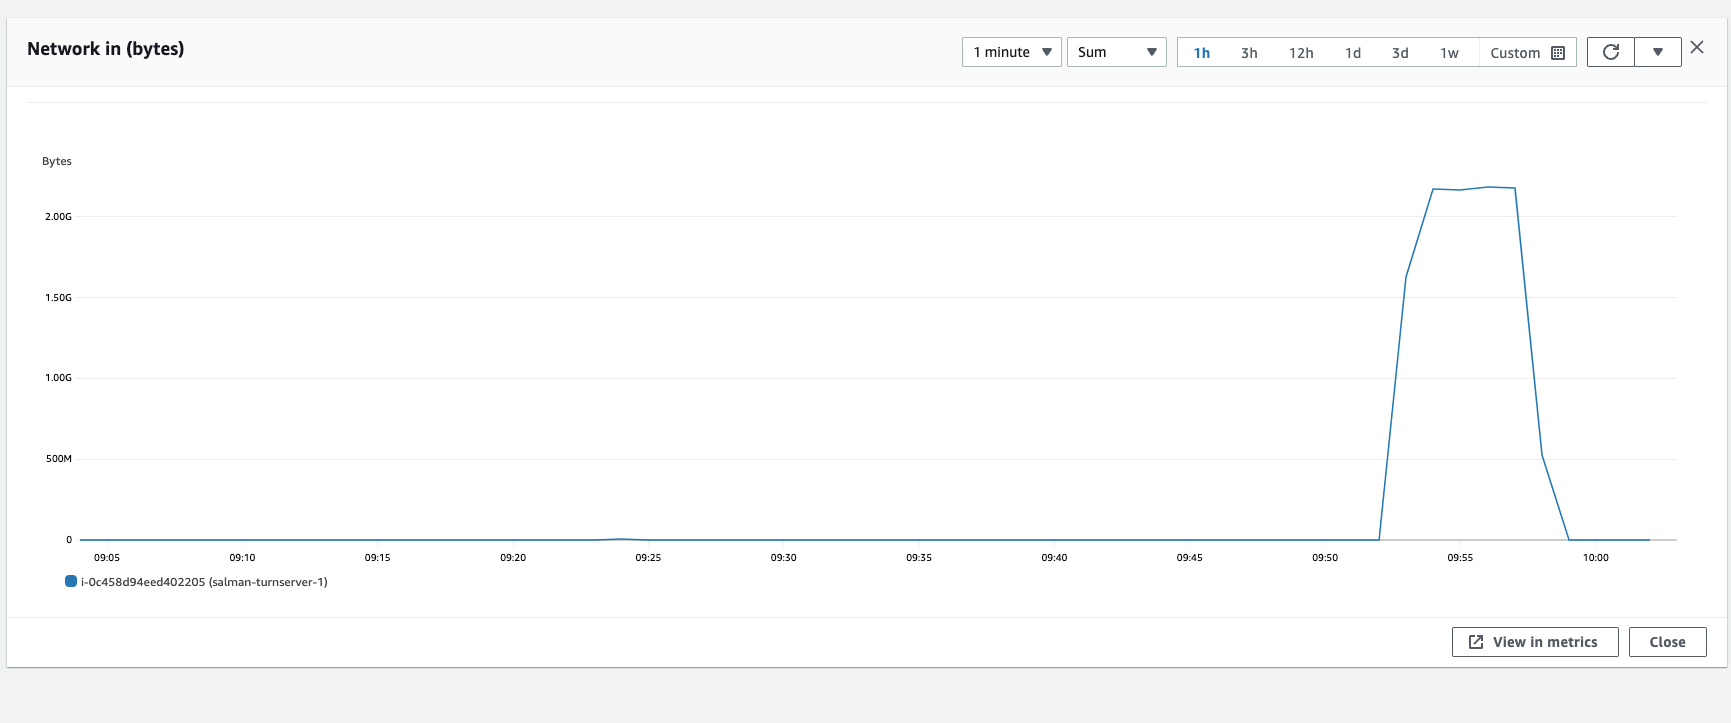 Network in (bytes)
1 minute Sum 1h 3h 12h 1d 3d 1w Custom
Bytes
2.00G
1.50G
1.00G
500M
0
09:05 09:10 09:15 09:20 09:25 09:30 09:35 09:40 09:45 09:50 09:55 10:00
i-0c458d94eed402205 (salman-turnserver-1)
View in metrics Close